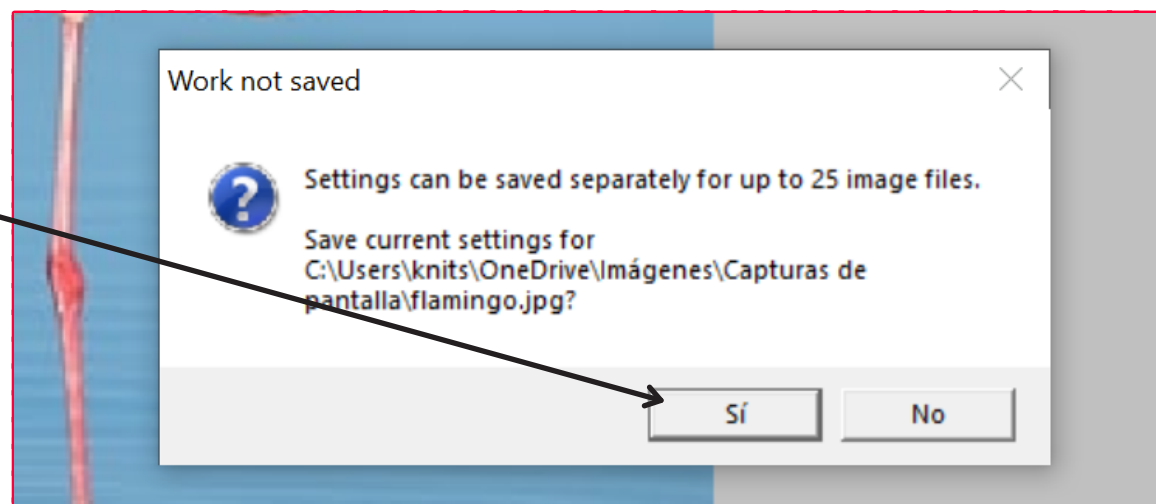 Work not saved
Settings can be saved separately for up to 25 image files.
Save current settings for
C:\Users\knits\OneDrive\Imágenes\Capturas de
pantalla\flamingo.jpg?
Sí
No